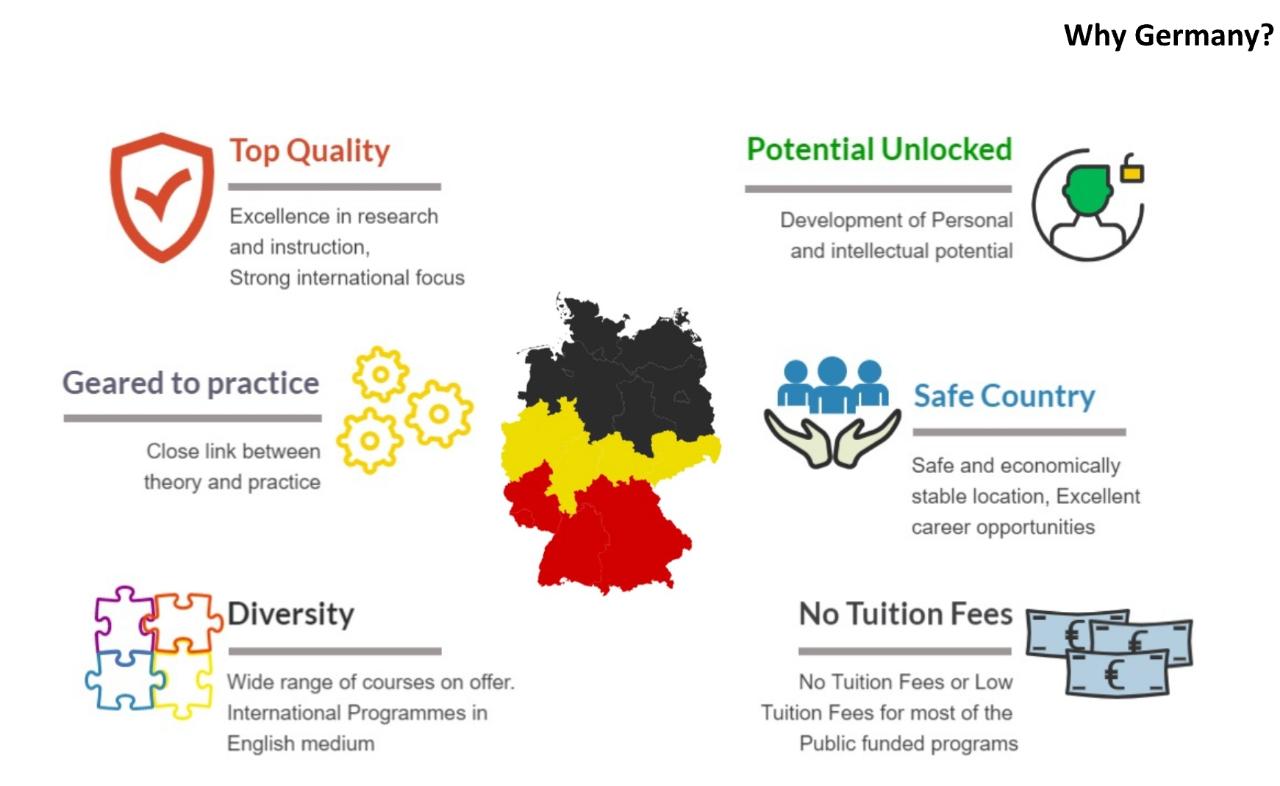 Why Germany?
Top Quality
Excellence in research
and instruction,
Strong international focus
Potential Unlocked
Development of Personal
and intellectual potential
Geared to practice
Close link between
theory and practice
Safe Country
Safe and economically
stable location, Excellent
career opportunities
Diversity
Wide range of courses on offer.
International Programmes in
English medium
No Tuition Fees
No Tuition Fees or Low
Tuition Fees for most of the
Public funded programs
€
€
€